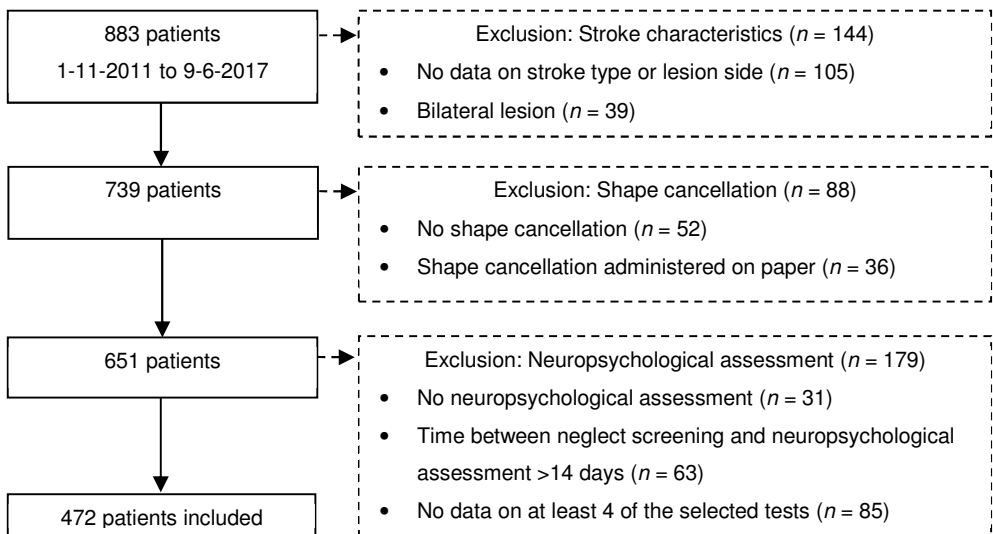 883 patients
1-11-2011 to 9-6-2017
Exclusion: Stroke characteristics (n = 144)
• No data on stroke type or lesion side (n = 105)
• Bilateral lesion (n = 39)
739 patients
Exclusion: Shape cancellation (n = 88)
• No shape cancellation (n = 52)
• Shape cancellation administered on paper (n = 36)
651 patients
Exclusion: Neuropsychological assessment (n = 179)
• No neuropsychological assessment (n = 31)
• Time between neglect screening and neuropsychological
assessment >14 days (n = 63)
• No data on at least 4 of the selected tests (n = 85)
472 patients included